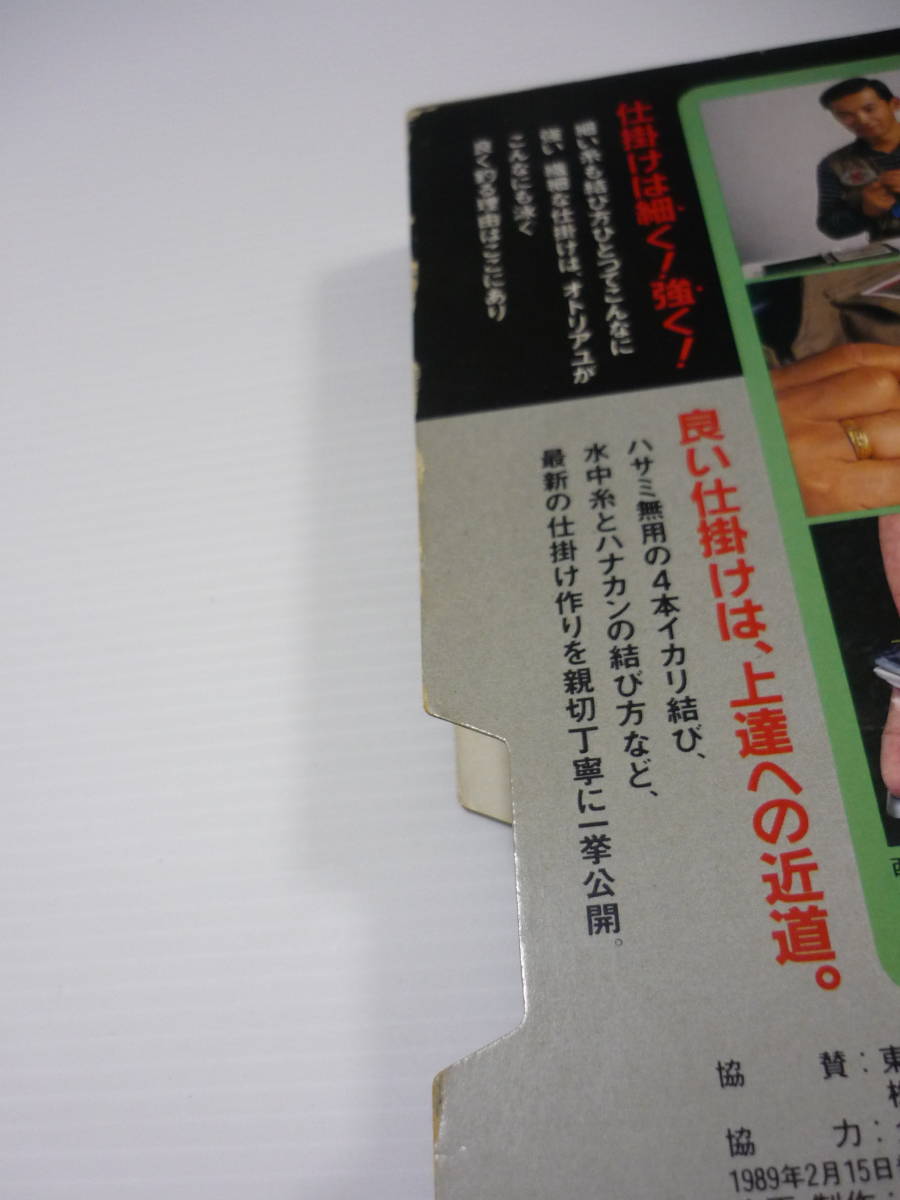 仕掛けは細く！強く！
細い糸も結び方ひとつでこんなに
強い 繊細な仕掛けは、オトリアユが
こんなにも泳ぐ
良く釣る理由はここにあり
良い仕掛けは、上達への近道。
ハサミ無用の4本イカリ結び、
水中糸とハナカンの結び方など、
最新の仕掛け作りを親切丁寧に一挙公開。
協 賛：東
協 力：
1989年2月15日